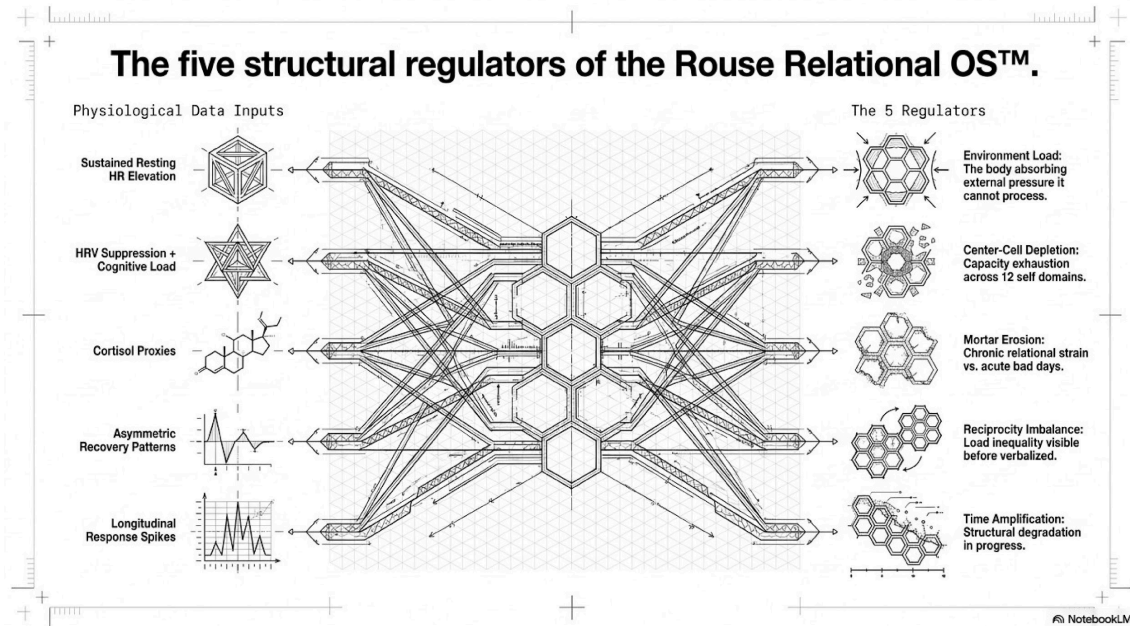 The five structural regulators of the Rouse Relational OS™.
Physiological Data Inputs
Sustained Resting
HR Elevation
HRV Suppression +
Cognitive Load
Cortisol Proxies
Asymmetric
Recovery Patterns
Longitudinal
Response Spikes
The 5 Regulators
Environment Load:
The body absorbing
external pressure it
cannot process.
Center-Cell Depletion:
Capacity exhaustion
across 12 self domains.
Mortar Erosion:
Chronic relational strain
vs. acute bad days.
Reciprocity Imbalance:
Load inequality visible
before verbalized.
Time Amplification:
Structural degradation
in progress.
NotebookLM